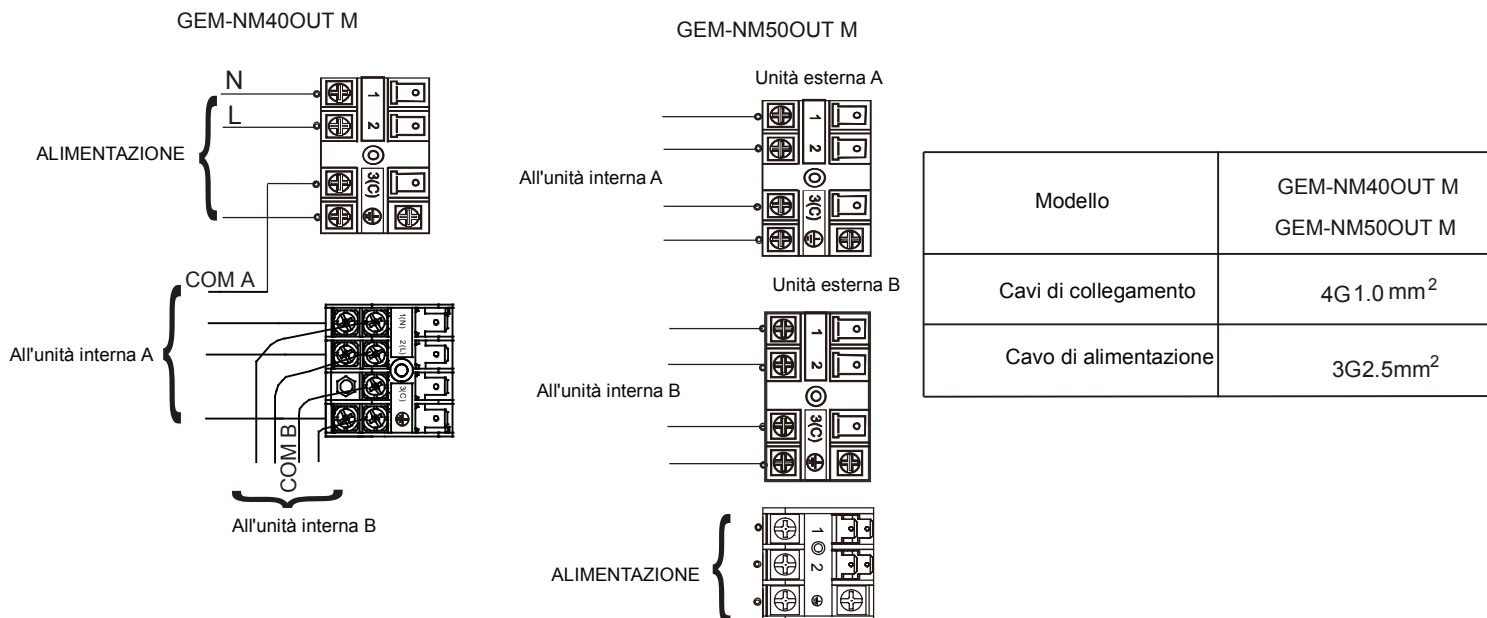 GEM-NM40OUT M
N
L
ALIMENTAZIONE
1
2
3(C)
COM A
All'unità interna A
1(N)
2(L)
3(C)
COM B
All'unità interna B
GEM-NM50OUT M
Unità esterna A
1
2
3(C)
All'unità interna A
Unità esterna B
1
2
3(C)
All'unità interna B
ALIMENTAZIONE
1
2
Modello
GEM-NM40OUT M
GEM-NM50OUT M
Cavi di collegamento
4G1.0 mm²
Cavo di alimentazione
3G2.5mm²